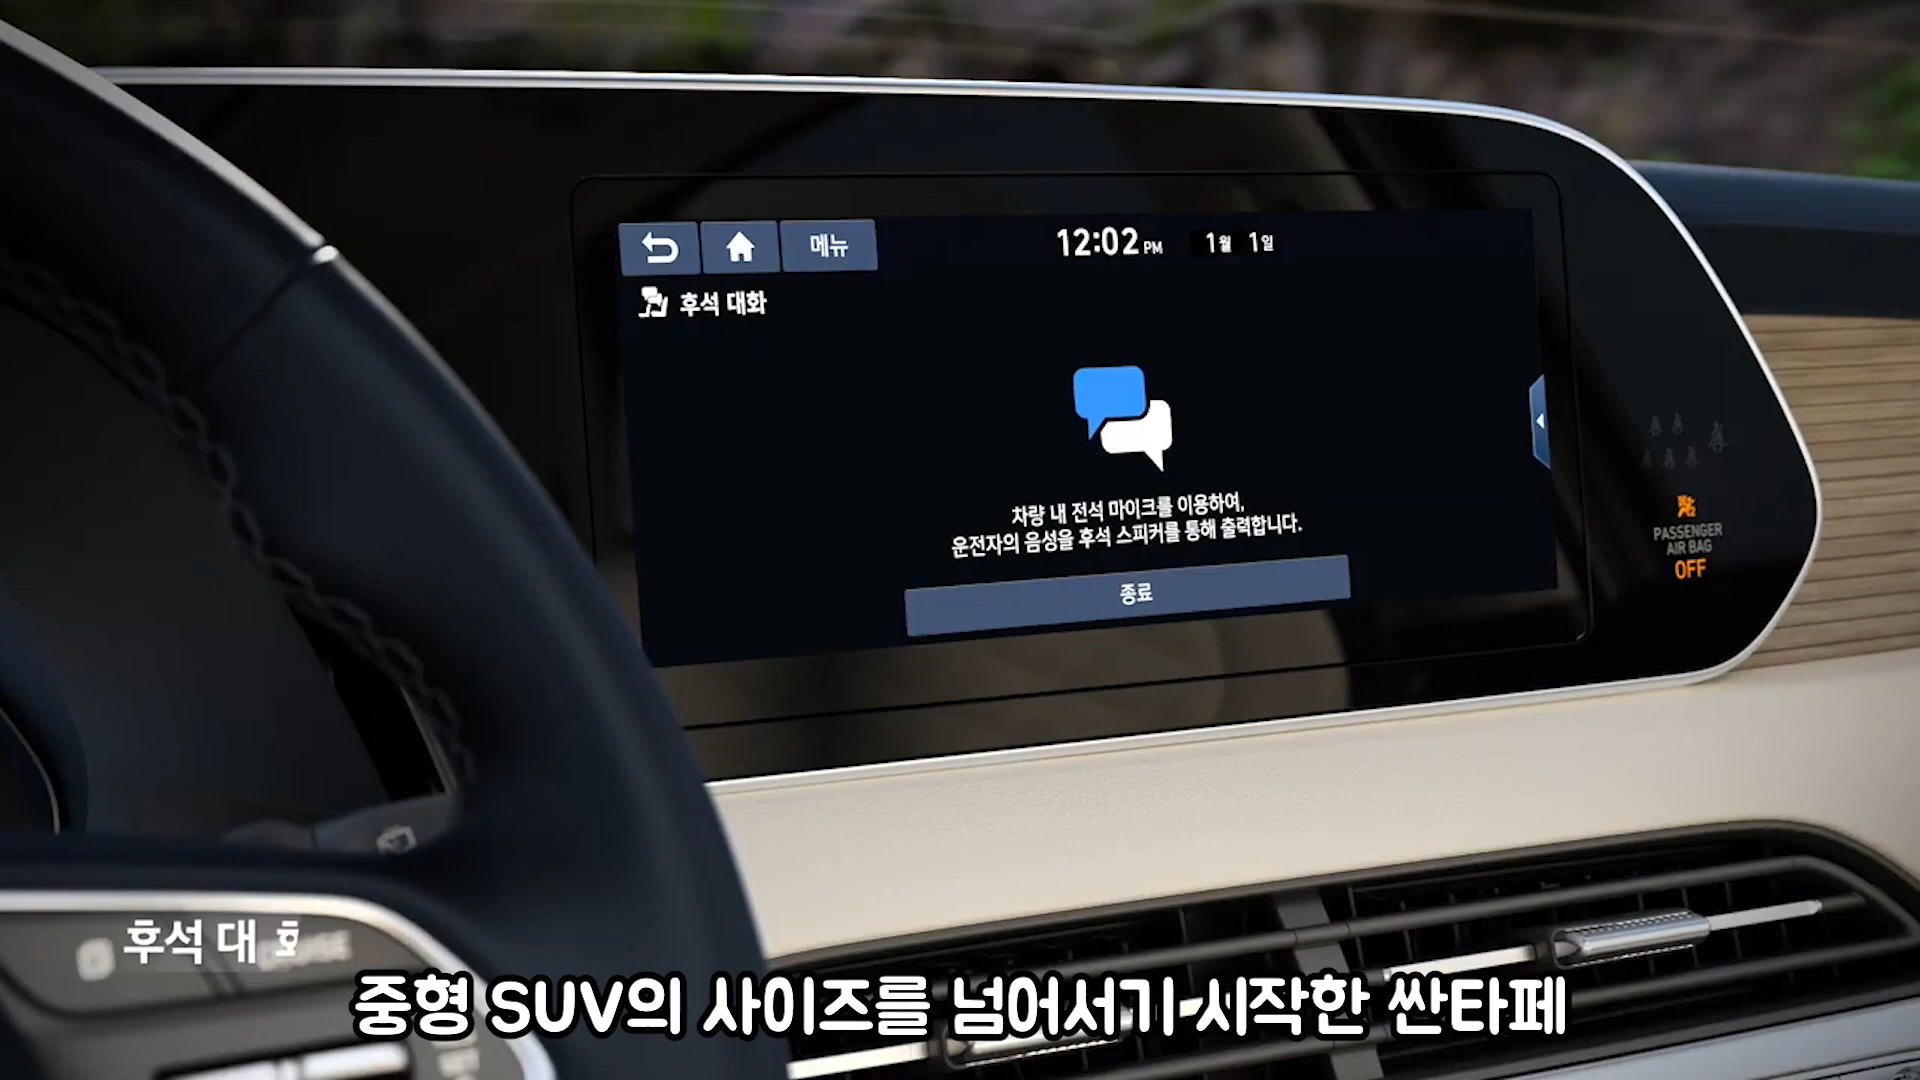 메뉴
12:02 PM 1월 1일
후석 대화
차량 내 전석 마이크를 이용하여,
운전자의 음성을 후석 스피커를 통해 출력합니다.
종료
PASSENGER
AIR BAG
OFF
후석 대
중형 SUV의 사이즈를 넘어서기 시작한 싼타페